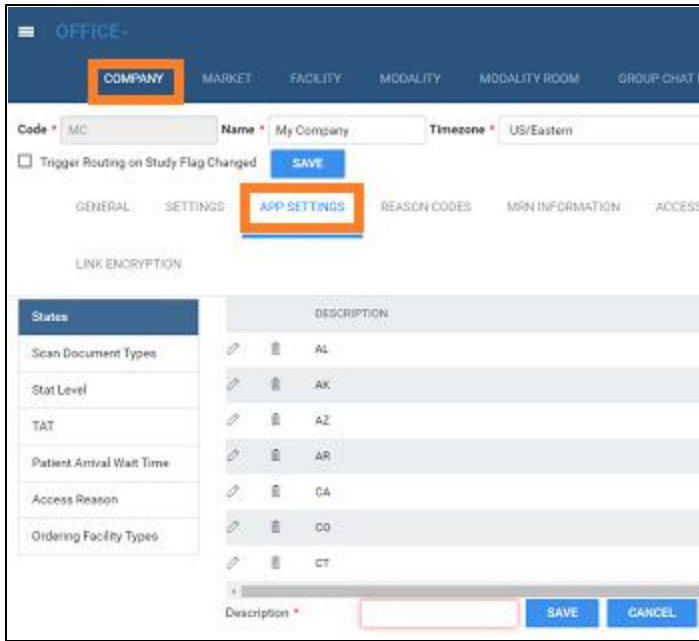 OFFICE-
COMPANY MARKET FACILITY MODALITY MODALITY ROOM GROUP CHAT
Code * MC Name * My Company Timezone * US/Eastern
Trigger Routing on Study Flag Changed SAVE
GENERAL SETTINGS APP SETTINGS REASON CODES MRN INFORMATION ACCESS
LINK ENCRYPTION
States DESCRIPTION
Scan Document Types AL
Stat Level AK
TAT AZ
Patient Arrival Wait Time AR
Access Reason CA
Ordering Facility Types CO
CT
Description * SAVE CANCEL